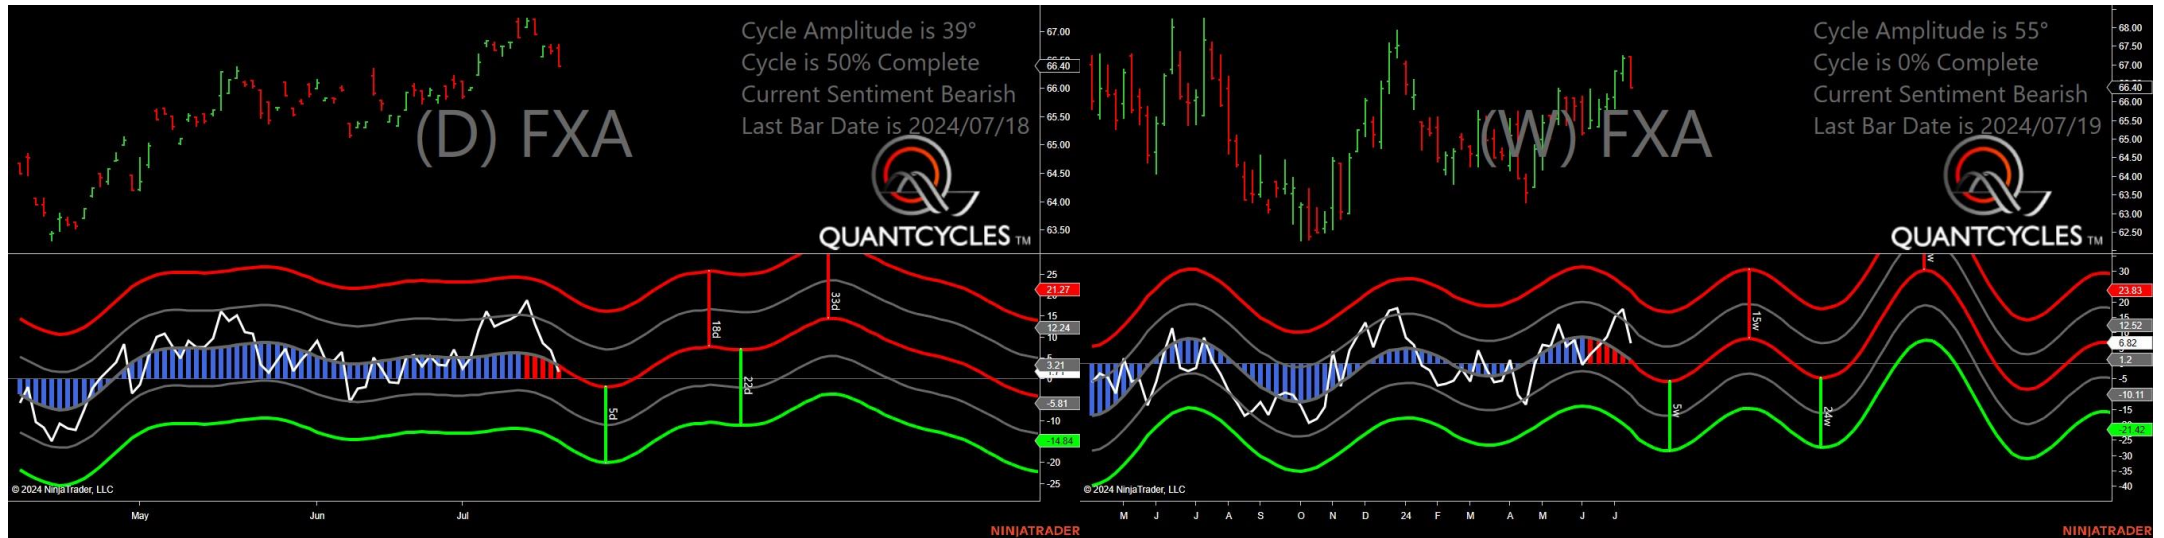 Cycle Amplitude is 39°
Cycle is 50% Complete
Current Sentiment Bearish
Last Bar Date is 2024/07/18
(D) FXA
QUANTCYCLES TM
67.00
66.40
66.00
65.50
65.00
64.50
64.00
63.50
25
21.27
15
12.24
5
3.21
0
-5.81
-10
-14.84
-20
-25
18d
33d
5d
22d
© 2024 NinjaTrader, LLC
May Jun Jul
NINJATRADER
Cycle Amplitude is 55°
Cycle is 0% Complete
Current Sentiment Bearish
Last Bar Date is 2024/07/19
(W) FXA
QUANTCYCLES TM
68.00
67.50
67.00
66.40
66.00
65.50
65.00
64.50
64.00
63.50
63.00
62.50
30
23.83
20
15
12.52
6.82
1.2
-5
-10.11
-15
-21.42
-25
-30
-35
-40
w
15w
5w
24w
© 2024 NinjaTrader, LLC
M J J A S O N D 24 F M A M J J
NINJATRADER